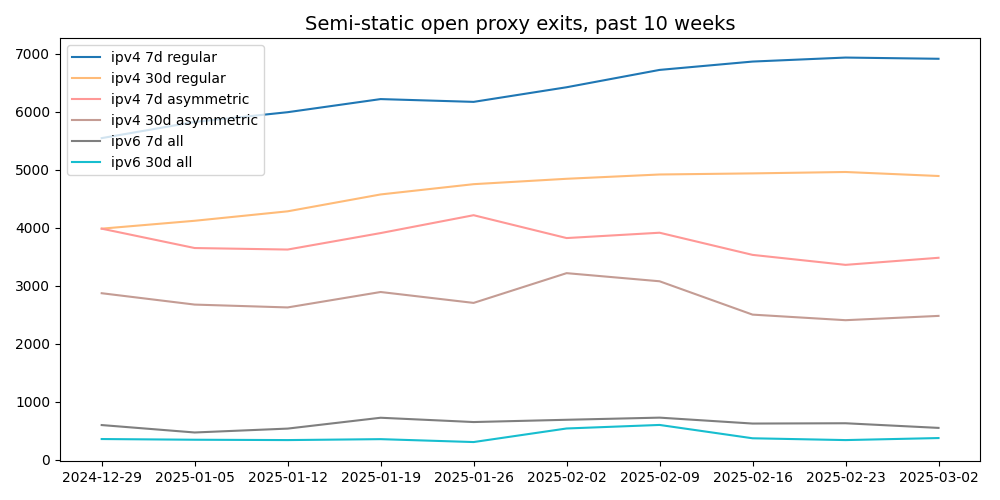 Semi-static open proxy exits, past 10 weeks
ipv4 7d regular
ipv4 30d regular
ipv4 7d asymmetric
ipv4 30d asymmetric
ipv6 7d all
ipv6 30d all
7000
6000
5000
4000
3000
2000
1000
0
2024-12-29 2025-01-05 2025-01-12 2025-01-19 2025-01-26 2025-02-02 2025-02-09 2025-02-16 2025-02-23 2025-03-02